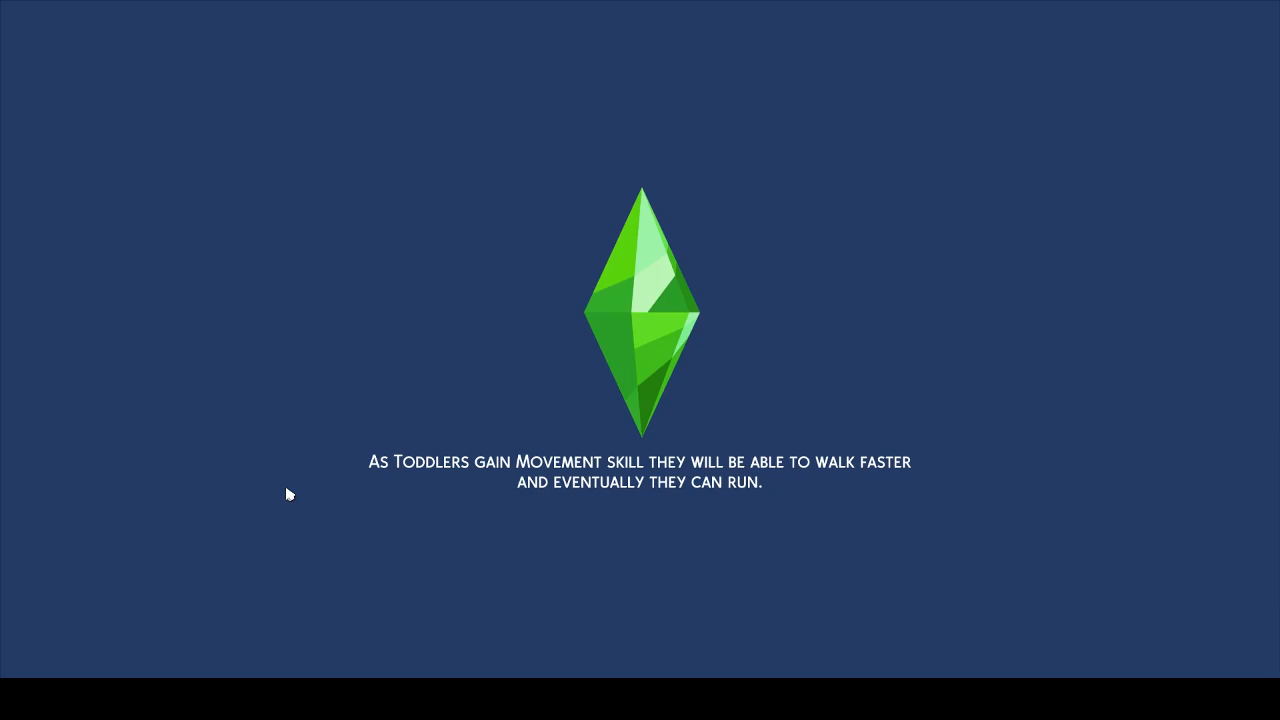 As Toddlers gain Movement skill they will be able to walk faster
and eventually they can run.